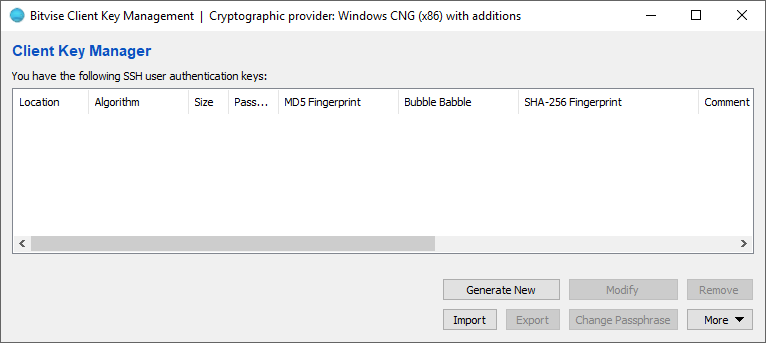 Bitvise Client Key Management | Cryptographic provider: Windows CNG (x86) with additions
Client Key Manager
You have the following SSH user authentication keys:
Location Algorithm Size Pass... MD5 Fingerprint Bubble Babble SHA-256 Fingerprint Comment
Generate New Modify Remove
Import Export Change Passphrase More